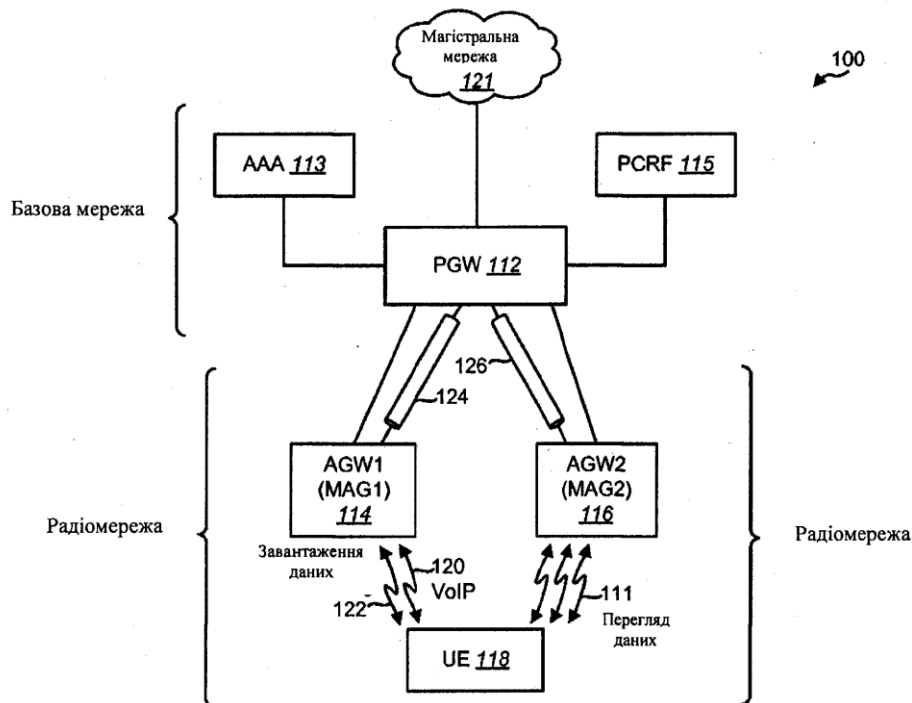 Магістральна
мережа
121
100
AAA 113
PCRF 115
Базова мережа
PGW 112
126
124
AGW1
(MAG1)
114
AGW2
(MAG2)
116
Радіомережа
Радіомережа
Завантаження
даних
120
VoIP
122
111
Перегляд
даних
UE 118